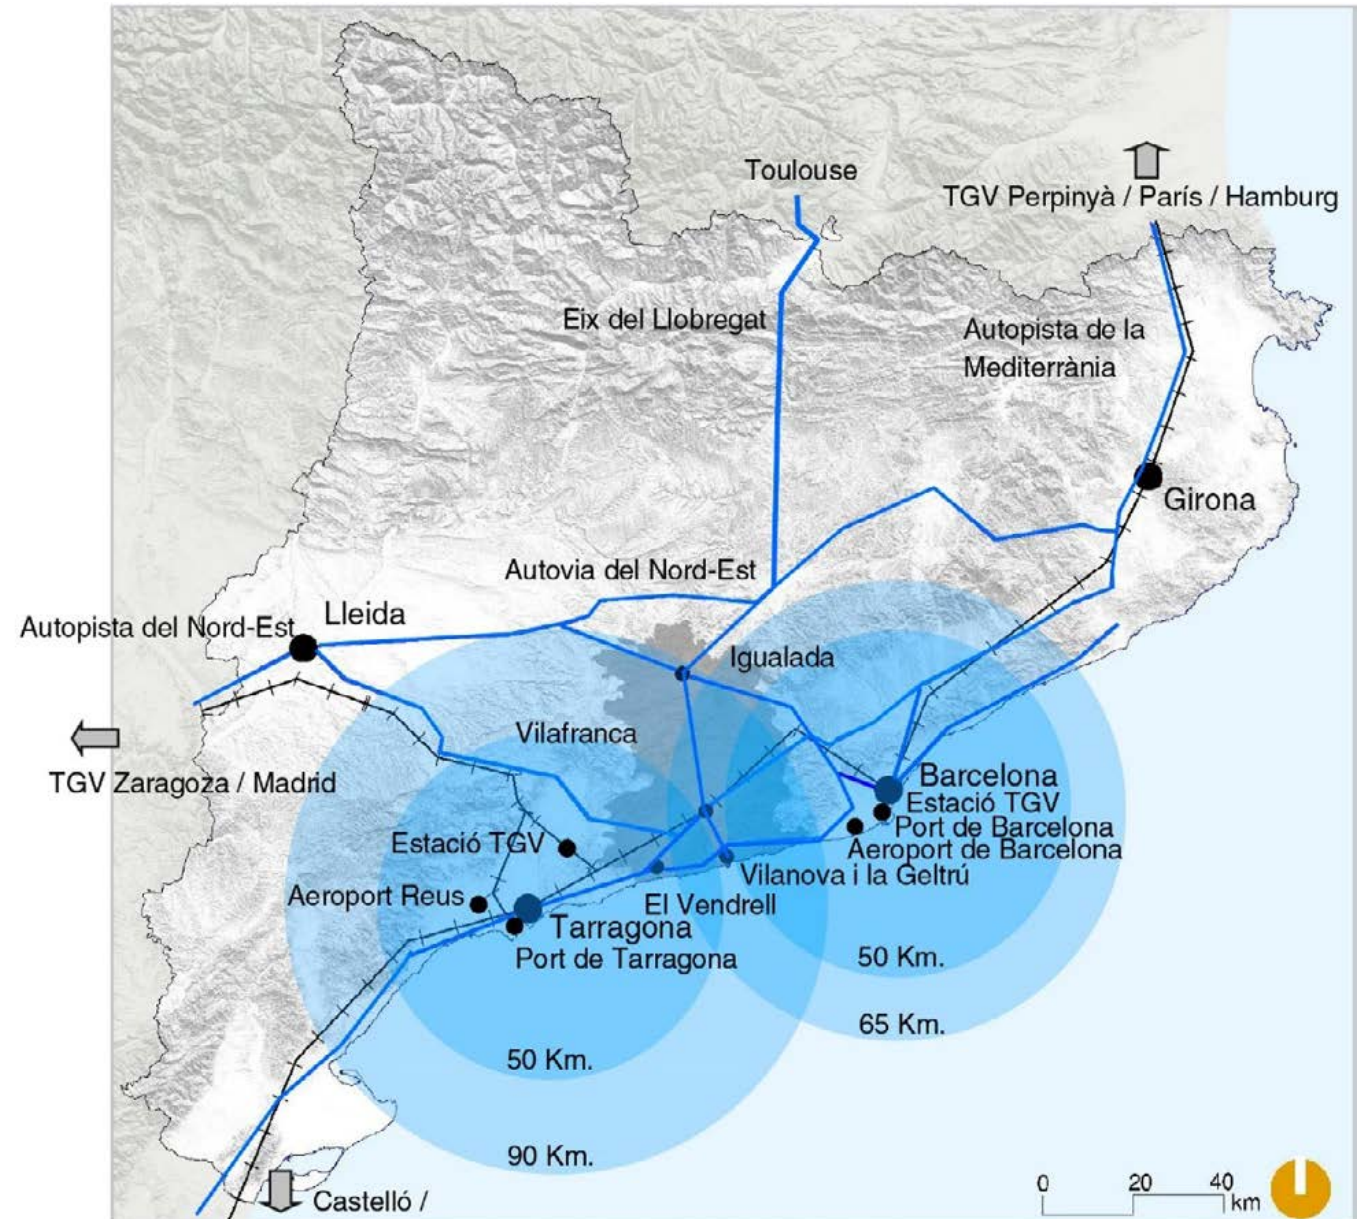 Toulouse
TGV Perpinyà / París / Hamburg
Eix del Llobregat
Autopista de la
Mediterrània
Girona
Autovia del Nord-Est
Lleida
Autopista del Nord-Est
Igualada
Vilafranca
TGV Zaragoza / Madrid
Barcelona
Estació TGV
Port de Barcelona
Aeroport de Barcelona
Estació TGV
Vilanova i la Geltrú
Aeroport Reus
El Vendrell
Tarragona
Port de Tarragona
50 Km.
65 Km.
50 Km.
90 Km.
Castelló /
0 20 40
km